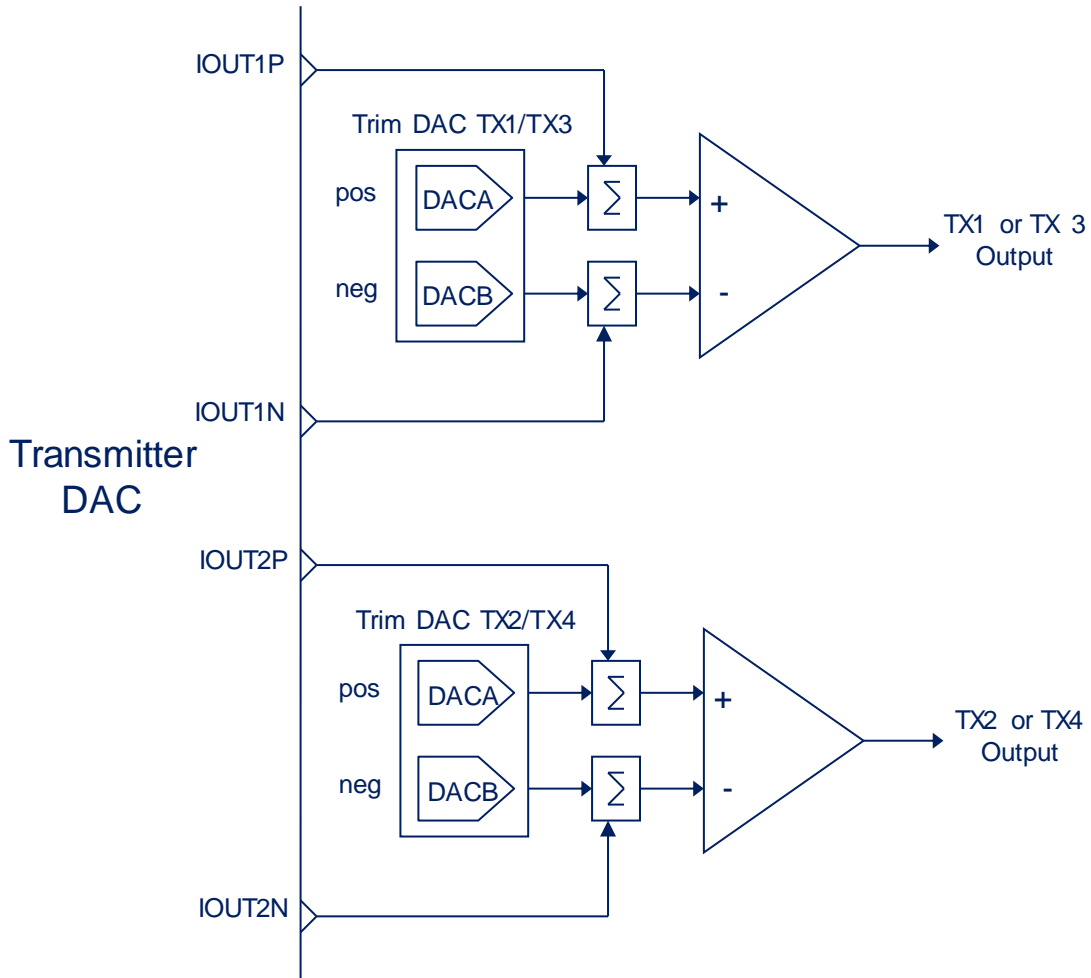 IOUT1P
Trim DAC TX1/TX3
pos
DACA
Σ
+
TX1 or TX 3
Output
neg
DACB
Σ
-
IOUT1N
Transmitter
DAC
IOUT2P
Trim DAC TX2/TX4
pos
DACA
Σ
+
TX2 or TX4
Output
neg
DACB
Σ
-
IOUT2N